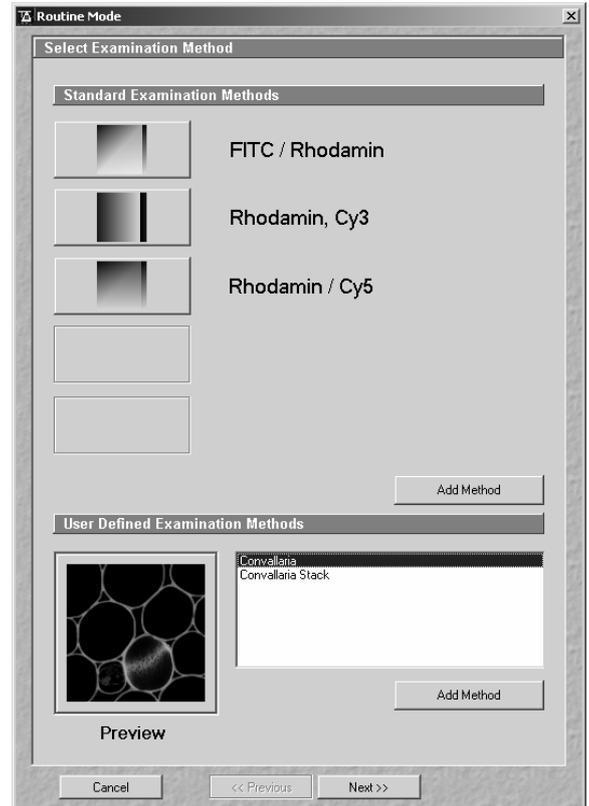 Routine Mode
Select Examination Method
Standard Examination Methods
FITC / Rhodamin
Rhodamin, Cy3
Rhodamin / Cy5
Add Method
User Defined Examination Methods
Convallaria
Convallaria Stack
Add Method
Preview
Cancel
<< Previous
Next >>